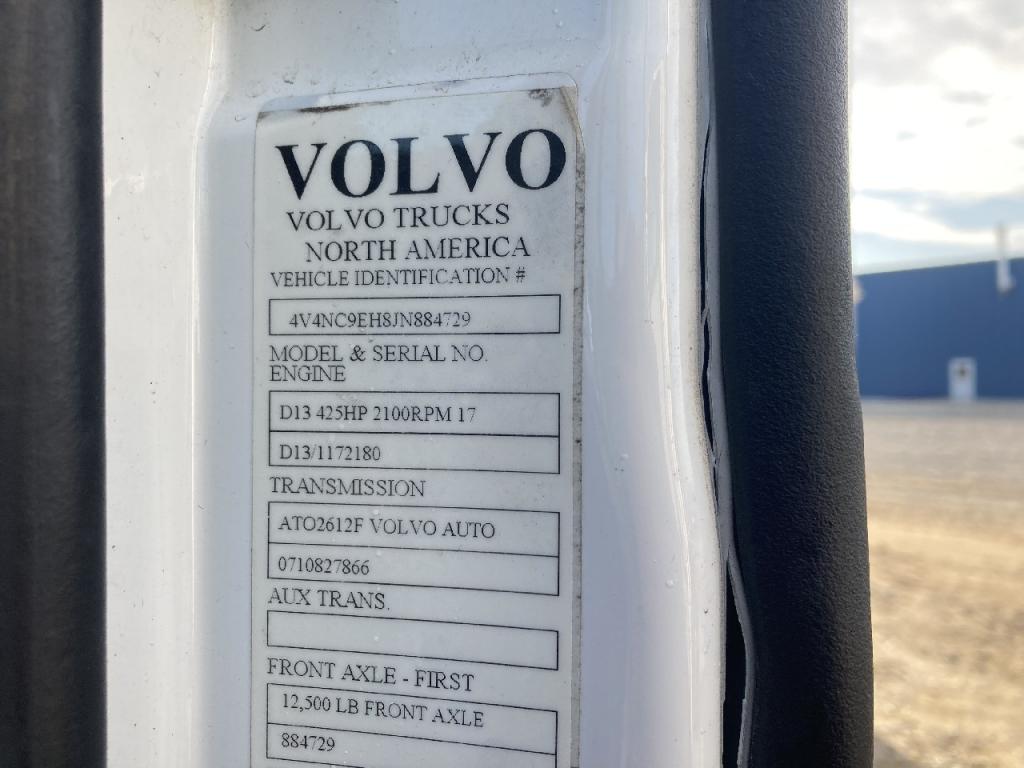 VOLVO
VOLVO TRUCKS
NORTH AMERICA
VEHICLE IDENTIFICATION #
4V4NC9EH8JN884729
MODEL & SERIAL NO.
ENGINE
D13 425HP 2100RPM 17
D13/1172180
TRANSMISSION
ATO2612F VOLVO AUTO
0710827866
AUX TRANS.
FRONT AXLE - FIRST
12,500 LB FRONT AXLE
884729